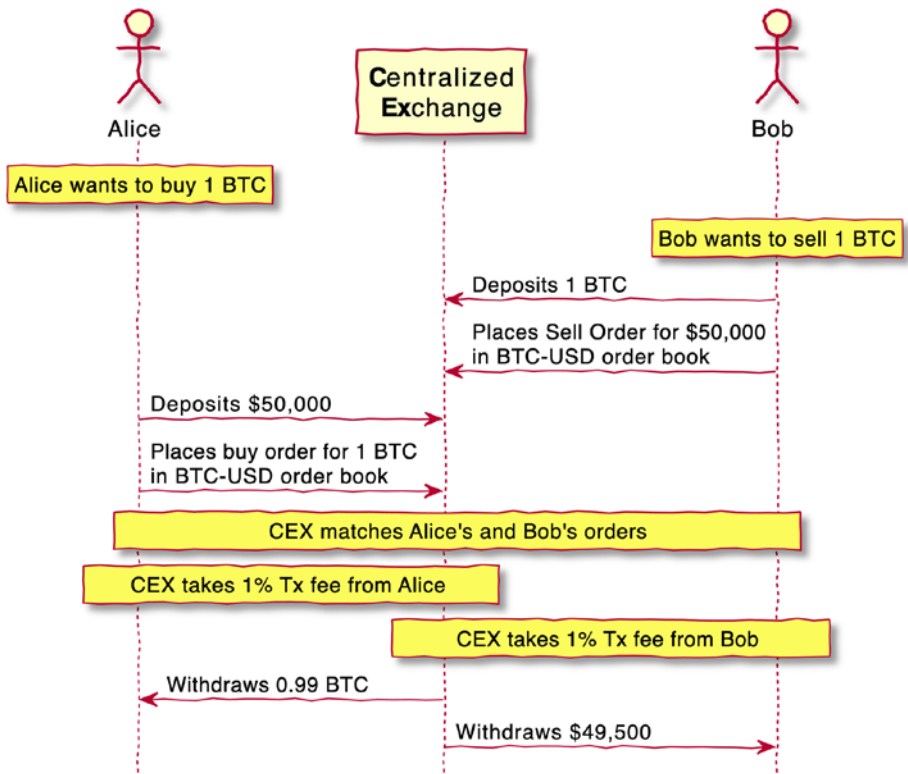 Alice
Centralized
Exchange
Bob
Alice wants to buy 1 BTC
Bob wants to sell 1 BTC
Deposits 1 BTC
Places Sell Order for $50,000
in BTC-USD order book
Deposits $50,000
Places buy order for 1 BTC
in BTC-USD order book
CEX matches Alice's and Bob's orders
CEX takes 1% Tx fee from Alice
CEX takes 1% Tx fee from Bob
Withdraws 0.99 BTC
Withdraws $49,500